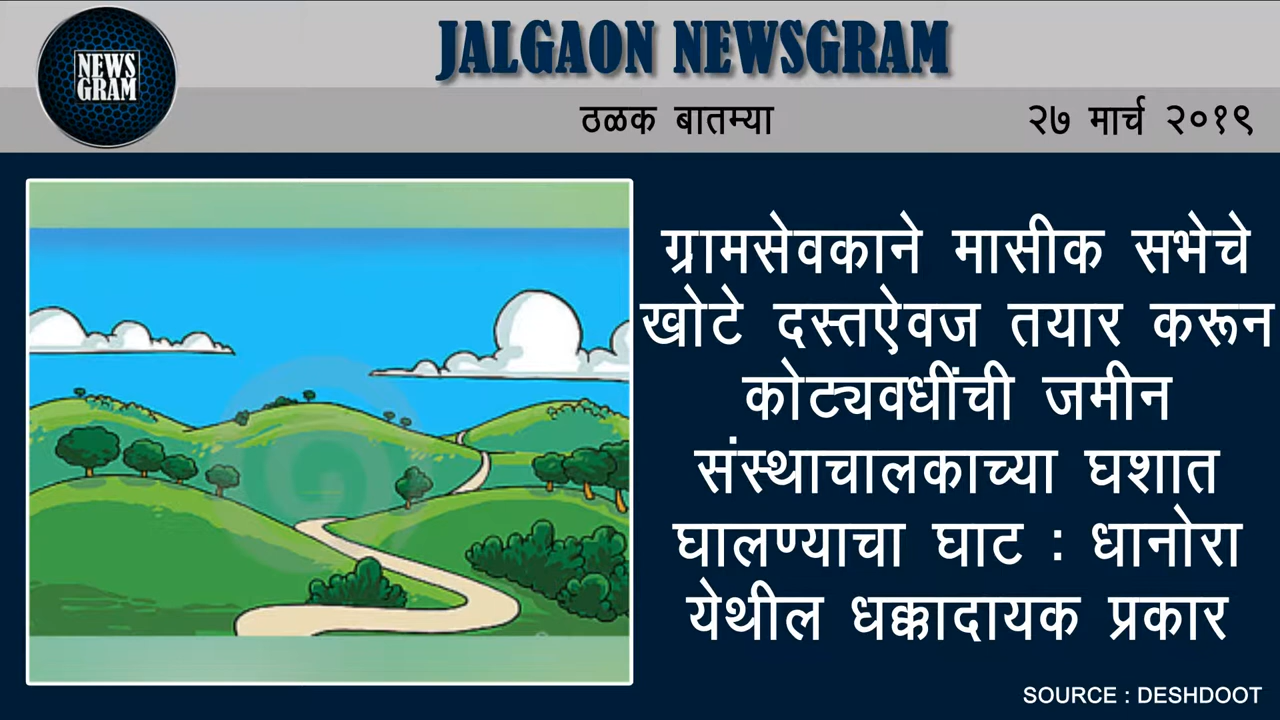 NEWS
GRAM
JALGAON NEWSGRAM
ठळक बातम्या
२७ मार्च २०१९
ग्रामसेवकाने मासीक सभेचे
खोटे दस्तऐवज तयार करून
कोट्यवधींची जमीन
संस्थाचालकाच्या घशात
घालण्याचा घाट : धानोरा
येथील धक्कादायक प्रकार
SOURCE : DESHDOOT